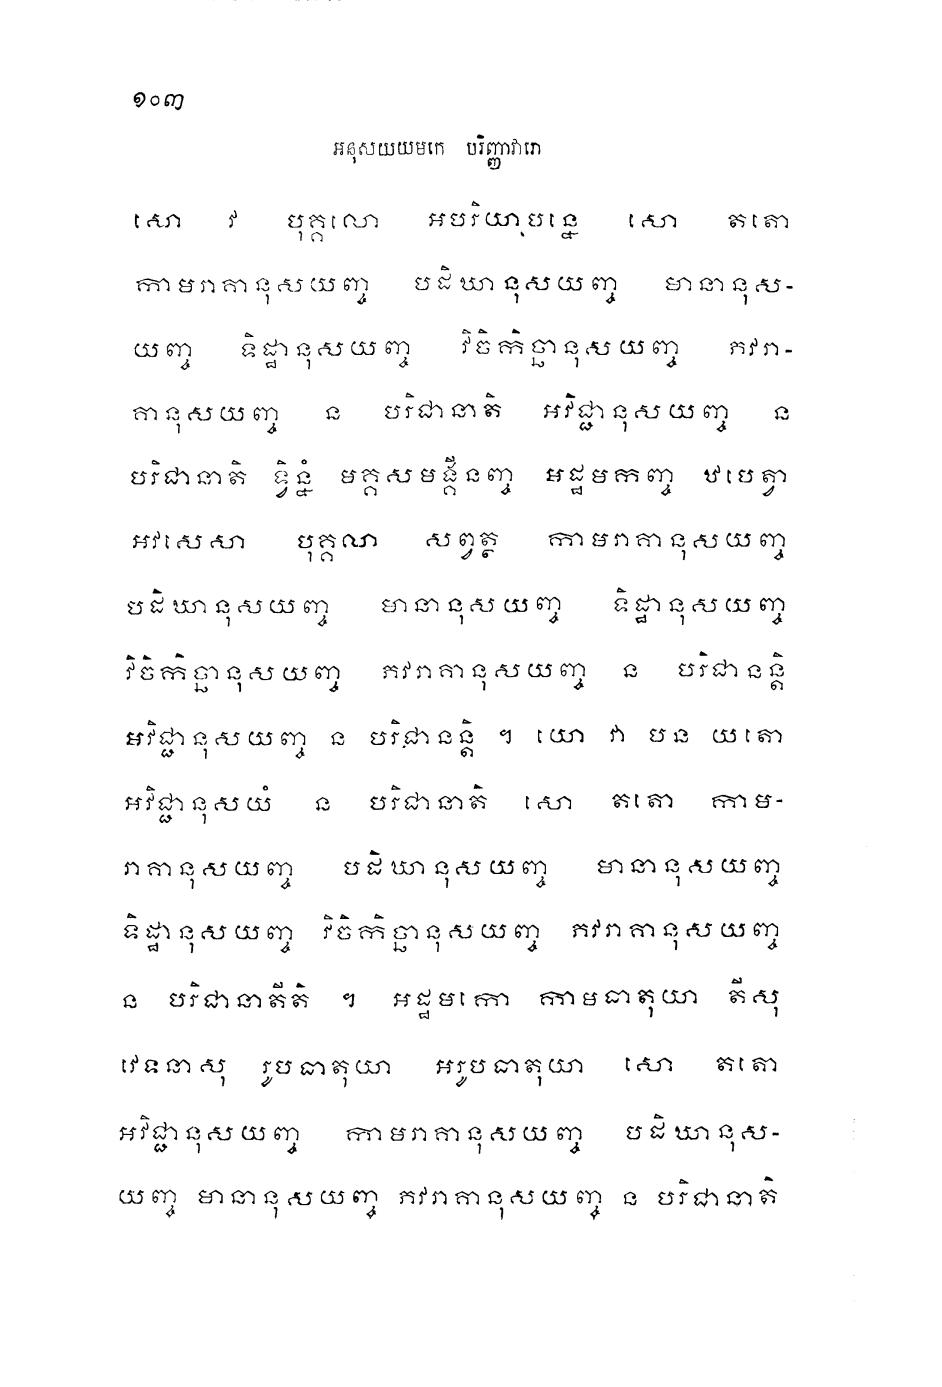 ១០៣
អនុសយយមកេ បរិញ្ញាវារោ
សោ វ បុគ្គលោ អបរិយាបន្នេ សោ តតោ
កាមរាគានុសយញ្ច បដិឃានុសយញ្ច មានានុស-
យញ្ច ទិដ្ឋានុសយញ្ច វិចិកិច្ឆានុសយញ្ច ភវរា-
គានុសយញ្ច ន បរិជានាតិ អវិជ្ជានុសយញ្ច ន
បរិជានាតិ ទ្វិន្នំ មគ្គសមង្គីនញ្ច អដ្ឋមកញ្ច ឋបេត្វា
អវសេសា បុគ្គលា សព្វត្ថ កាមរាគានុសយញ្ច
បដិឃានុសយញ្ច មានានុសយញ្ច ទិដ្ឋានុសយញ្ច
វិចិកិច្ឆានុសយញ្ច ភវរាគានុសយញ្ច ន បរិជានន្តិ
អវិជ្ជានុសយញ្ច ន បរិជានន្តិ ។ យោ វា បន យតោ
អវិជ្ជានុសយំ ន បរិជានាតិ សោ តតោ កាម-
រាគានុសយញ្ច បដិឃានុសយញ្ច មានានុសយញ្ច
ទិដ្ឋានុសយញ្ច វិចិកិច្ឆានុសយញ្ច ភវរាគានុសយញ្ច
ន បរិជានាតីតិ ។ អដ្ឋមកោ កាមធាតុយា តីសុ
វេទនាសុ រូបធាតុយា អរូបធាតុយា សោ តតោ
អវិជ្ជានុសយញ្ច កាមរាគានុសយញ្ច បដិឃានុស-
យញ្ច មានានុសយញ្ច ភវរាគានុសយញ្ច ន បរិជានាតិ